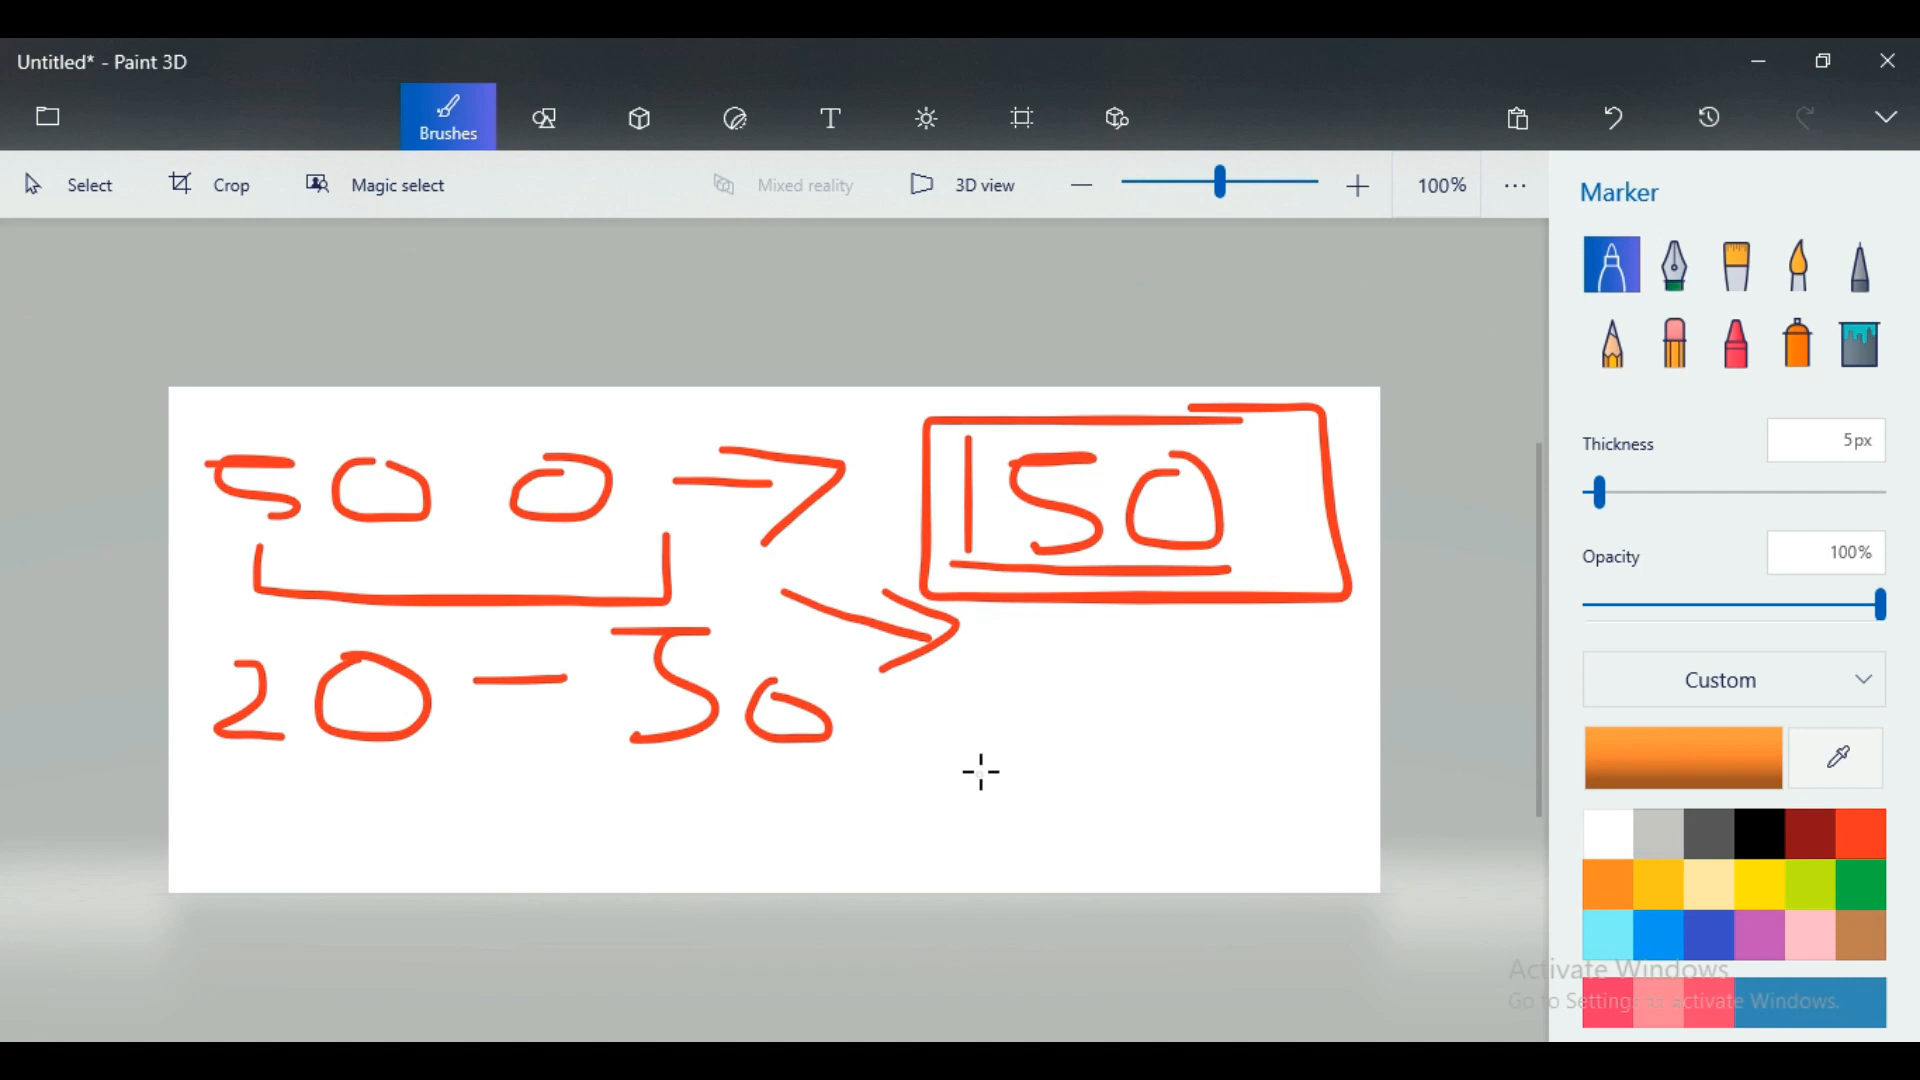 Untitled* - Paint 3D
Brushes
Select Crop Magic select Mixed reality 3D view 100%
Marker
Thickness 5px
Opacity 100%
Custom
500 → 150
20 - 30
Activate Windows
Go to Settings to activate Windows.